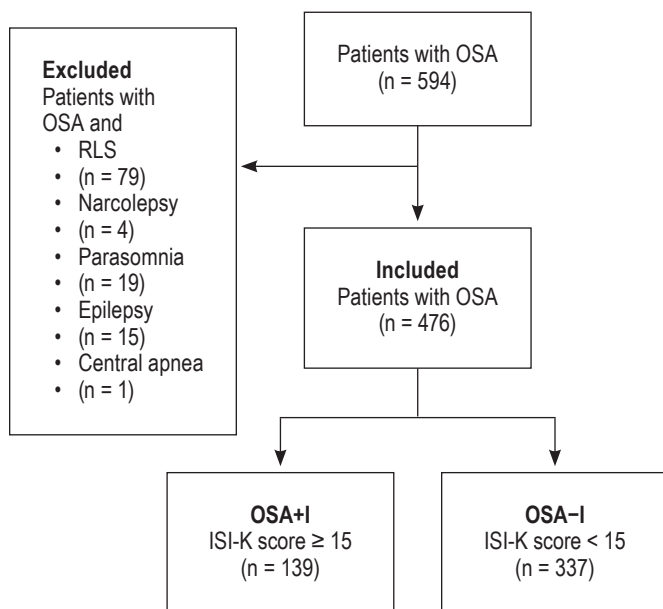 Patients with OSA
(n = 594)
Excluded
Patients with
OSA and
• RLS
• (n = 79)
• Narcolepsy
• (n = 4)
• Parasomnia
• (n = 19)
• Epilepsy
• (n = 15)
• Central apnea
• (n = 1)
Included
Patients with OSA
(n = 476)
OSA+I
ISI-K score ≥ 15
(n = 139)
OSA−I
ISI-K score < 15
(n = 337)